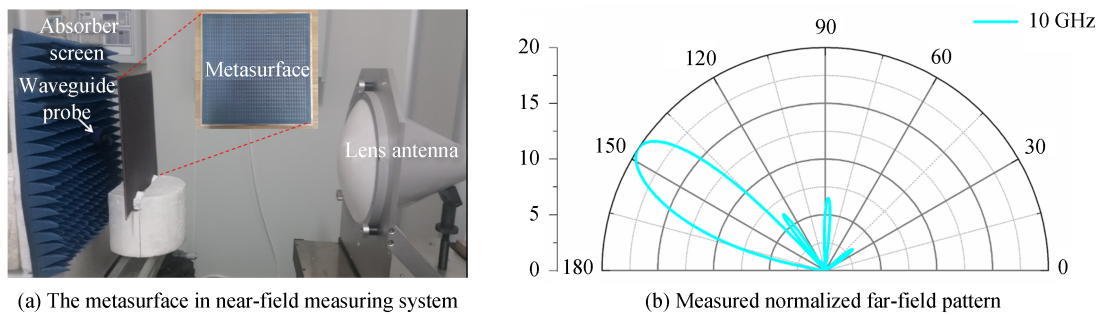 Absorber
screen
Waveguide
probe
Metasurface
Lens antenna
(a) The metasurface in near-field measuring system
10 GHz
20
15
10
5
0
90
120
60
150
30
180
0
(b) Measured normalized far-field pattern